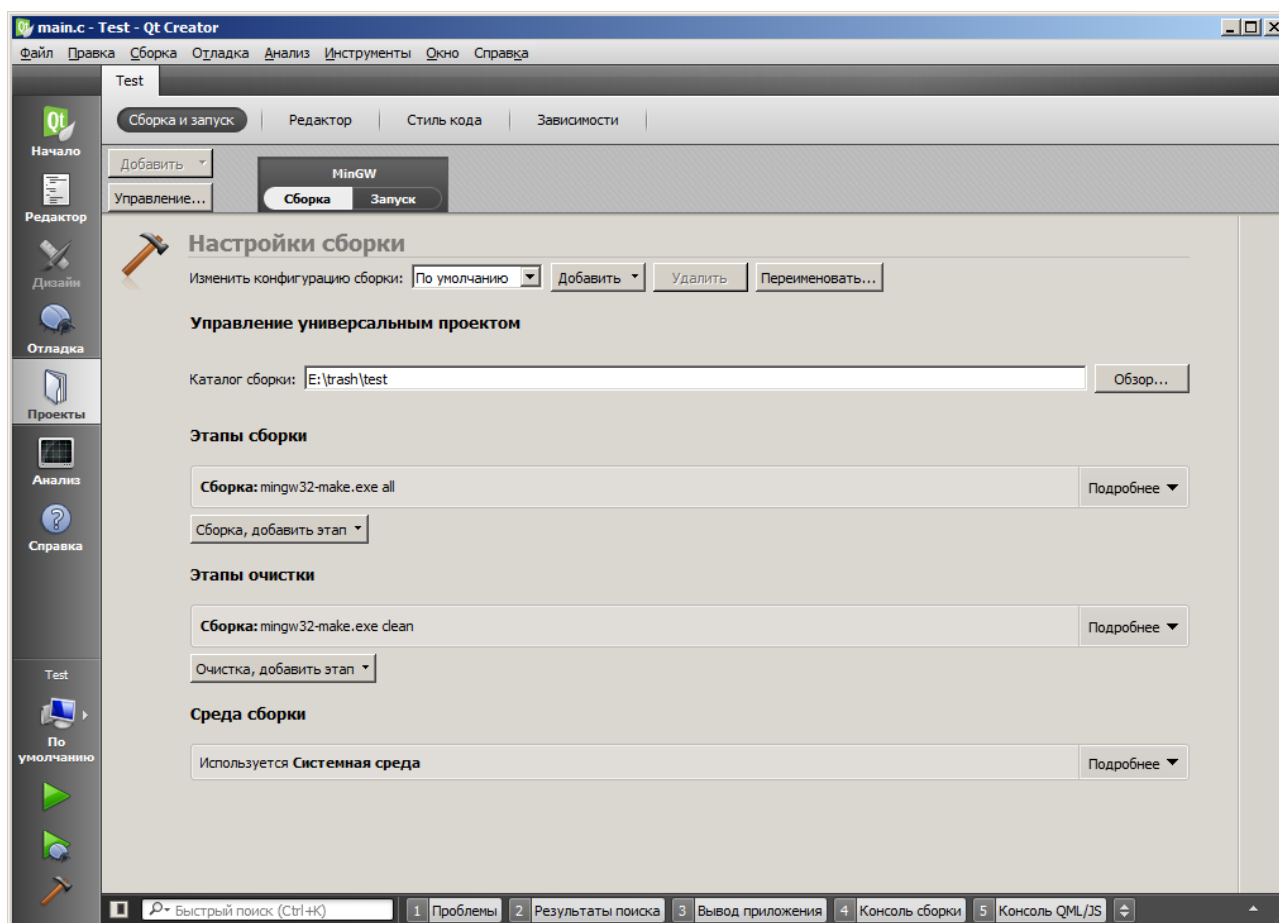 main.c - Test - Qt Creator
Файл Правка Сборка Отладка Анализ Инструменты Окно Справка
Test
Сборка и запуск Редактор Стиль кода Зависимости
Начало
Редактор
Дизайн
Отладка
Проекты
Анализ
Справка
Добавить
Управление...
MinGW
Сборка Запуск
Настройки сборки
Изменить конфигурацию сборки: По умолчанию Добавить Удалить Переименовать...
Управление универсальным проектом
Каталог сборки: E:\trash\test Обзор...
Этапы сборки
Сборка: mingw32-make.exe all Подробнее
Сборка, добавить этап
Этапы очистки
Сборка: mingw32-make.exe clean Подробнее
Очистка, добавить этап
Среда сборки
Используется Системная среда Подробнее
Test
По
умолчанию
Быстрый поиск (Ctrl+K) 1 Проблемы 2 Результаты поиска 3 Вывод приложения 4 Консоль сборки 5 Консоль QML/JS